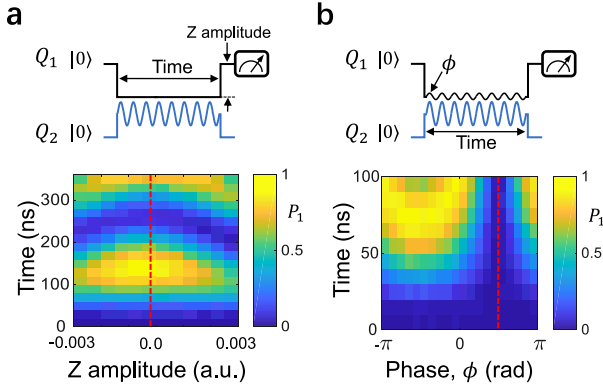 a
Z amplitude
Q₁ |0⟩
Time
Q₂ |0⟩
Time (ns)
300
200
100
0
-0.003
0.0
0.003
Z amplitude (a.u.)
1
P₁
0.5
0
b
Q₁ |0⟩
ϕ
Q₂ |0⟩
Time
Time (ns)
100
50
0
-π
0
π
Phase, ϕ (rad)
1
P₁
0.5
0